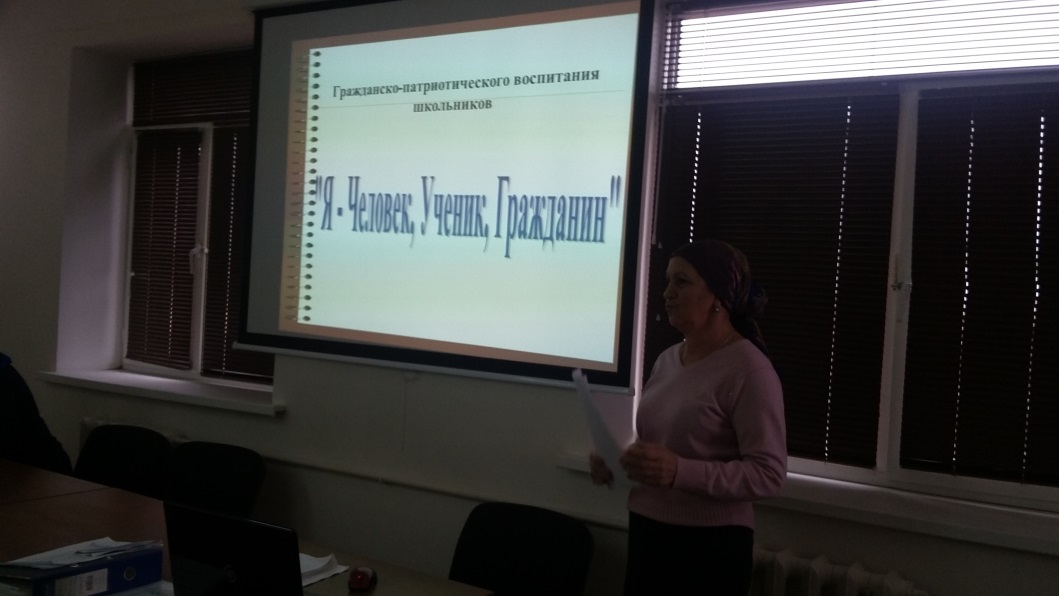 Гражданско-патриотического воспитания
школьников
"Я - Человек, Ученик, Гражданин"